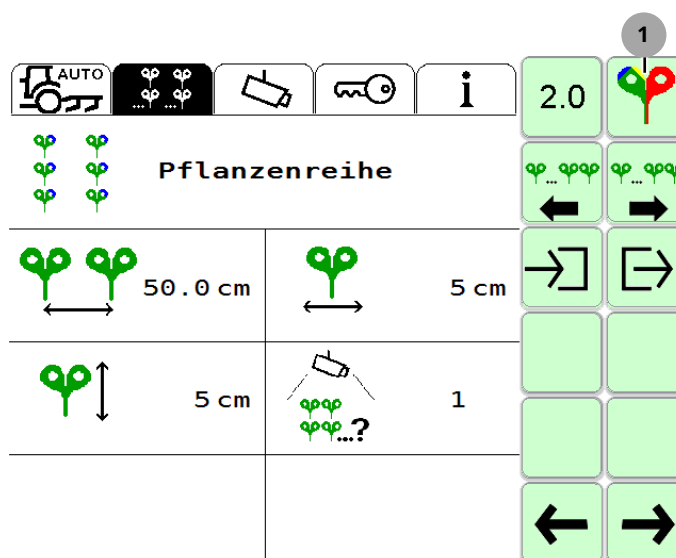 1
AUTO
... ...
i
2.0
... ...
Pflanzenreihe
50.0 cm
5 cm
5 cm
1
...?